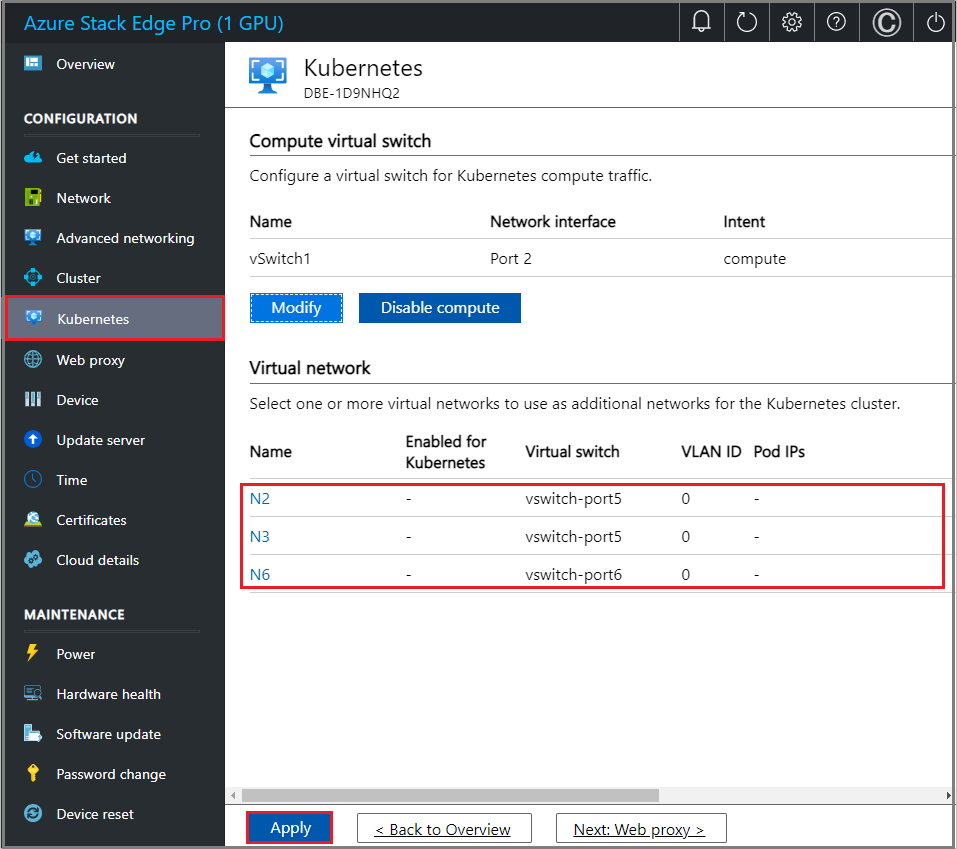 Azure Stack Edge Pro (1 GPU)
Overview
CONFIGURATION
Get started
Network
Advanced networking
Cluster
Kubernetes
Web proxy
Device
Update server
Time
Certificates
Cloud details
MAINTENANCE
Power
Hardware health
Software update
Password change
Device reset
Kubernetes
DBE-1D9NHQ2
Compute virtual switch
Configure a virtual switch for Kubernetes compute traffic.
Name Network interface Intent
vSwitch1 Port 2 compute
Modify Disable compute
Virtual network
Select one or more virtual networks to use as additional networks for the Kubernetes cluster.
Name Enabled for Kubernetes Virtual switch VLAN ID Pod IPs
N2 - vswitch-port5 0 -
N3 - vswitch-port5 0 -
N6 - vswitch-port6 0 -
Apply < Back to Overview Next: Web proxy >